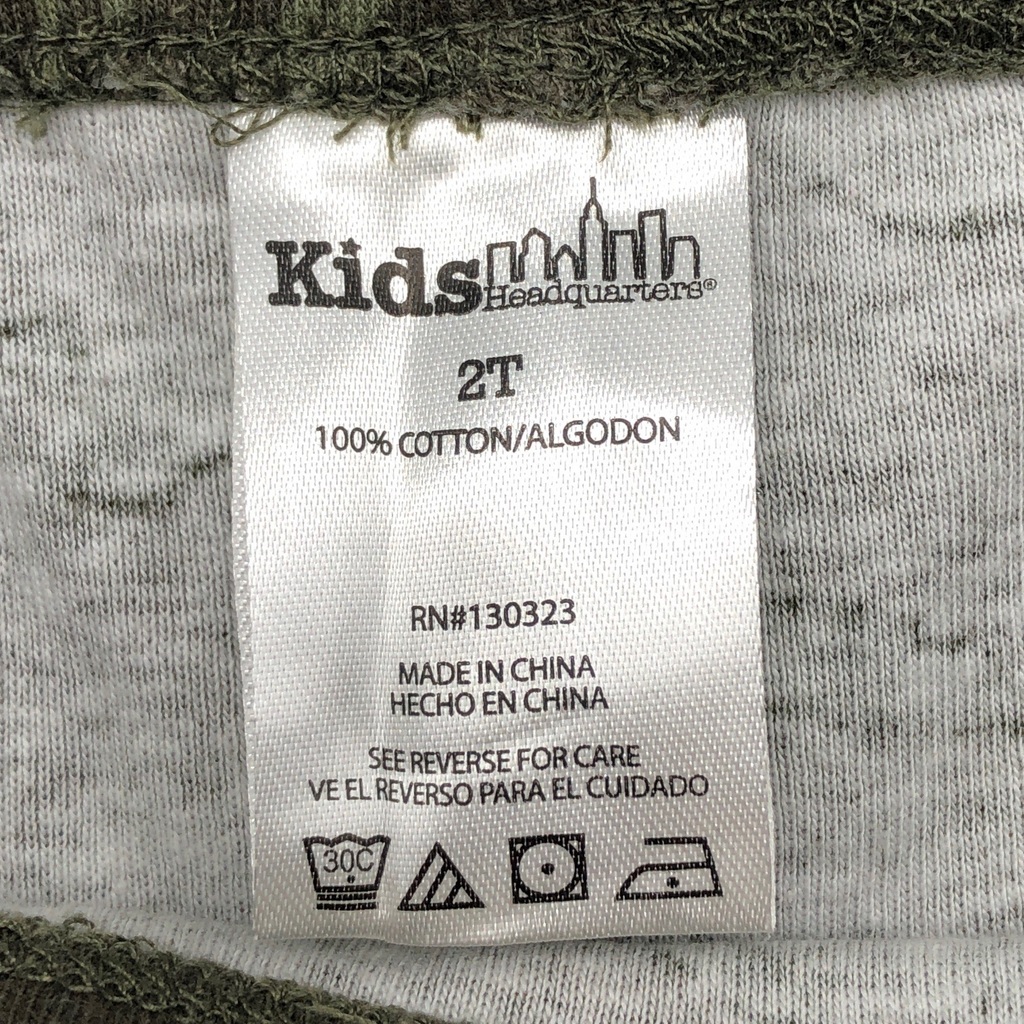 Kids Headquarters®
2T
100% COTTON/ALGODON
RN#130323
MADE IN CHINA
HECHO EN CHINA
SEE REVERSE FOR CARE
VE EL REVERSO PARA EL CUIDADO
30C